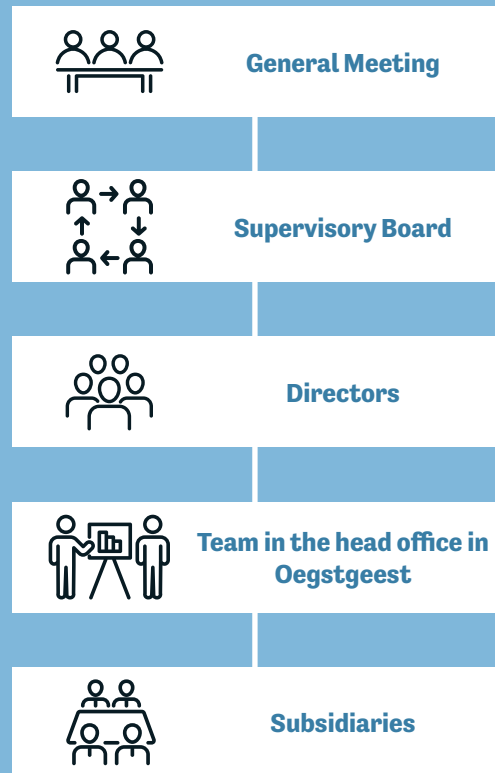 General Meeting
Supervisory Board
Directors
Team in the head office in
Oegstgeest
Subsidiaries